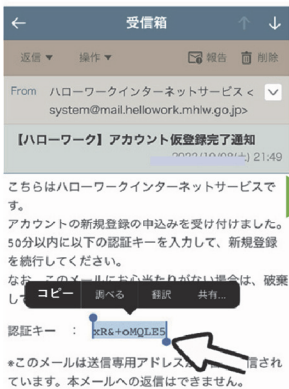 受信箱
返信 ▼ 操作 ▼ 報告 削除
From ハローワークインターネットサービス <
system@mail.hellowork.mhlw.go.jp>
【ハローワーク】アカウント仮登録完了通知
21:49
こちらはハローワークインターネットサービスで
す。
アカウントの新規登録の申込みを受け付けました。
50分以内に以下の認証キーを入力して、新規登録
を続行してください。
なお、このメールにお心当たりがない場合は、破棄
し
コピー 調べる 翻訳 共有...
認証キー : xR&+oMQLE5
*このメールは送信専用アドレスか 信され
ています。本メールへの返信はできません。